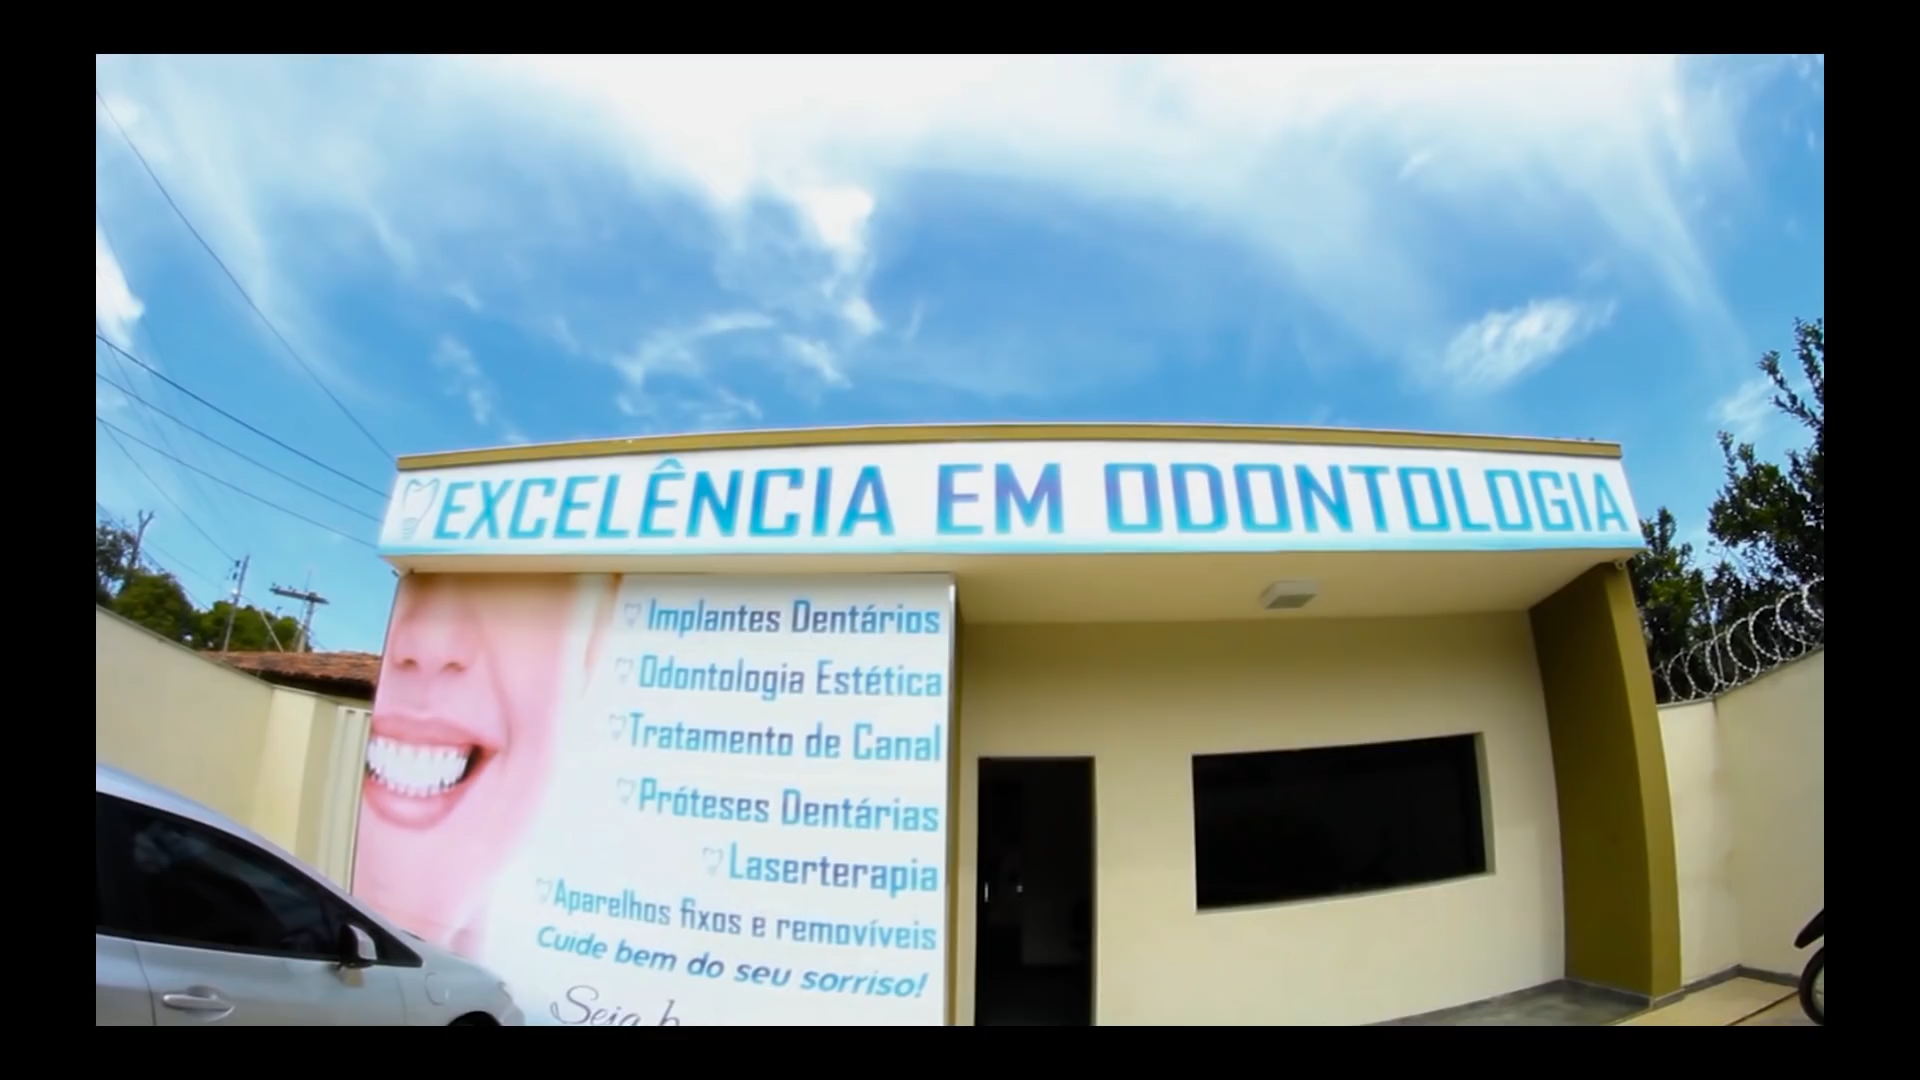 EXCELÊNCIA EM ODONTOLOGIA
Implantes Dentários
Odontologia Estética
Tratamento de Canal
Próteses Dentárias
Laserterapia
Aparelhos fixos e removíveis
Cuide bem do seu sorriso!
Seja